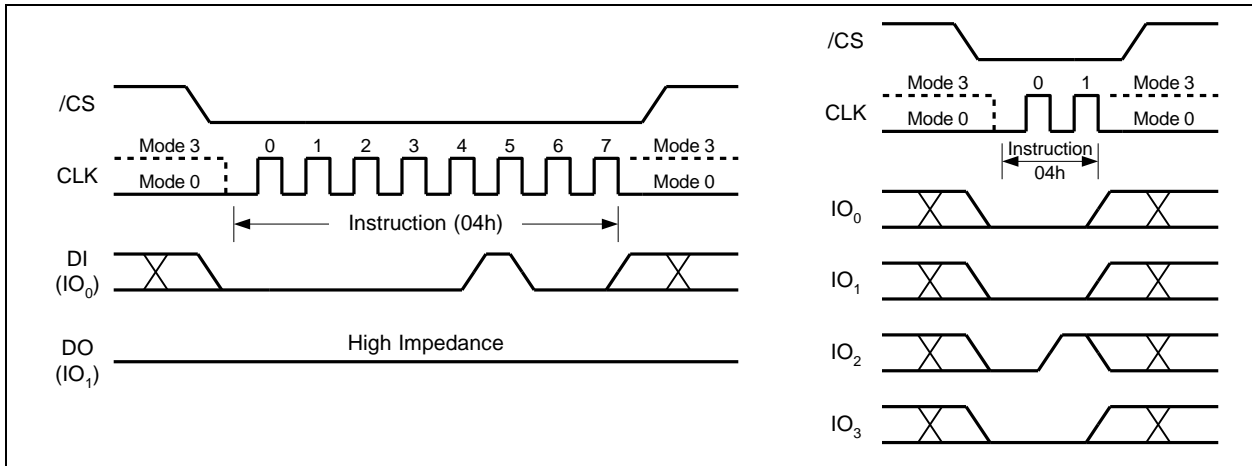 /CS
Mode 3 0 1 2 3 4 5 6 7 Mode 3
CLK
Mode 0 Mode 0
Instruction (04h)
DI
(IO0)
High Impedance
DO
(IO1)
/CS
Mode 3 0 1 Mode 3
CLK
Mode 0 Mode 0
Instruction
04h
IO0
IO1
IO2
IO3